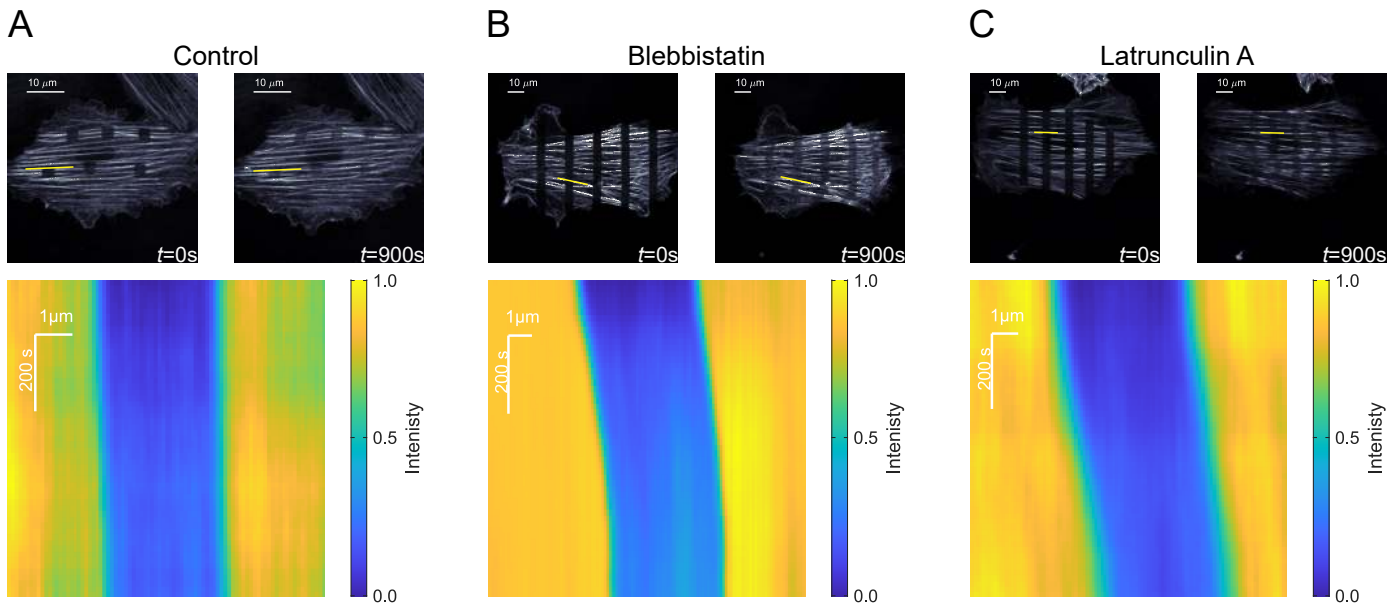 A
Control
10 µm
10 µm
t=0s
t=900s
1µm
200 s
1.0
0.5
0.0
Intenisty
B
Blebbistatin
10 µm
10 µm
t=0s
t=900s
1µm
200 s
1.0
0.5
0.0
Intenisty
C
Latrunculin A
10 µm
10 µm
t=0s
t=900s
1µm
200 s
1.0
0.5
0.0
Intenisty